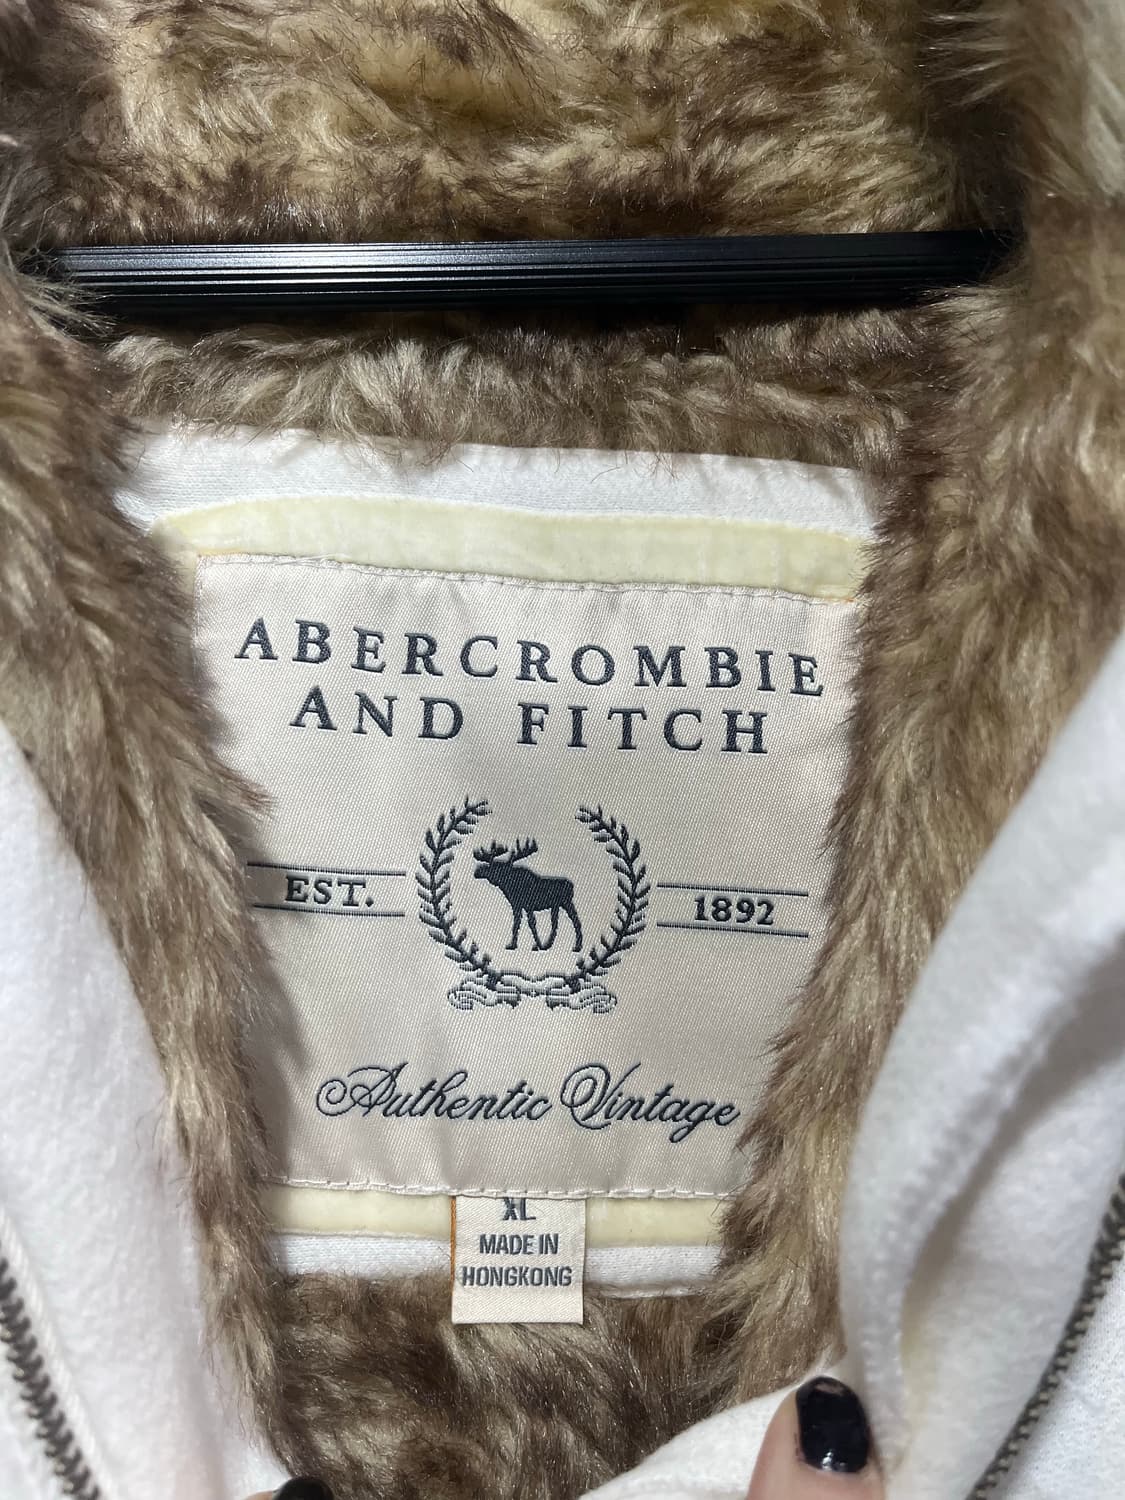 ABERCROMBIE
AND FITCH
EST. 1892
Authentic Vintage
XL
MADE IN
HONGKONG